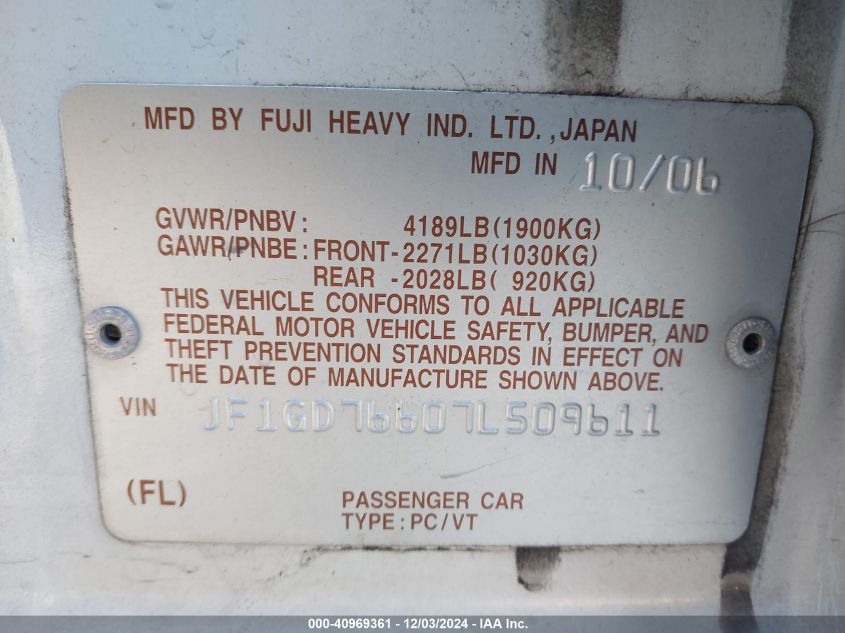 MFD BY FUJI HEAVY IND. LTD., JAPAN
MFD IN 10/06
GVWR/PNBV: 4189LB(1900KG)
GAWR/PNBE: FRONT-2271LB(1030KG)
REAR -2028LB( 920KG)
THIS VEHICLE CONFORMS TO ALL APPLICABLE
FEDERAL MOTOR VEHICLE SAFETY, BUMPER, AND
THEFT PREVENTION STANDARDS IN EFFECT ON
THE DATE OF MANUFACTURE SHOWN ABOVE.
VIN JF1GD76607L509611
(FL) PASSENGER CAR
TYPE: PC/VT
000-40969361 - 12/03/2024 - IAA Inc.